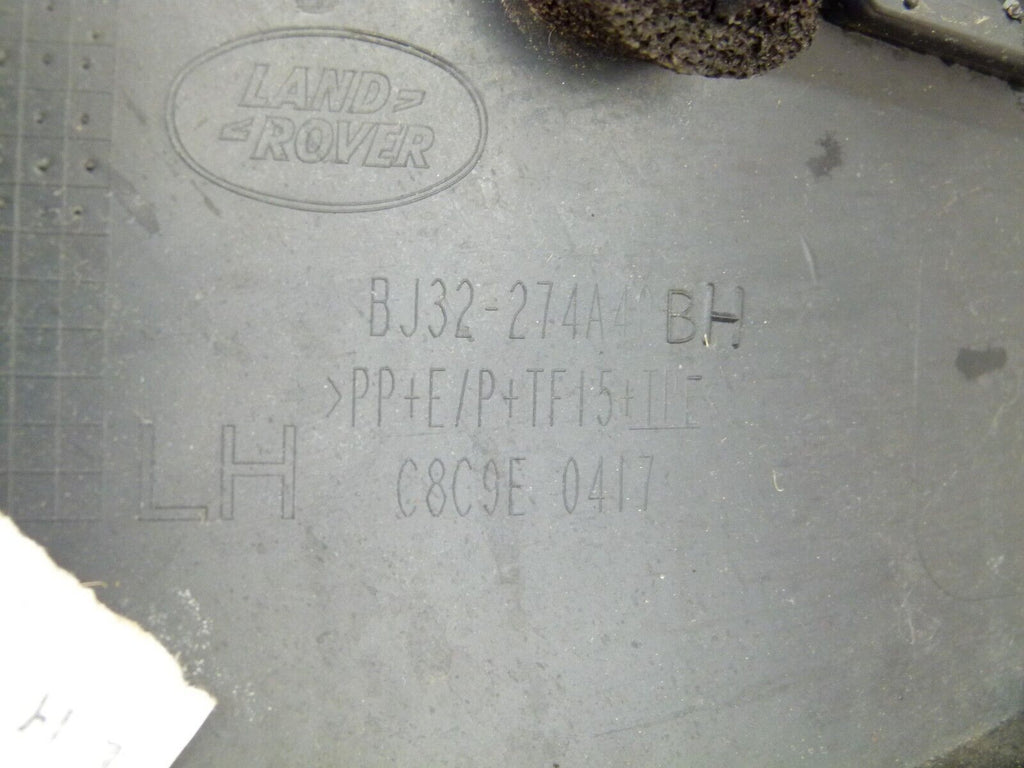 LAND
ROVER
BJ32-274A4 BH
>PP+E/P+TF15+
LH
C8C9E 0417